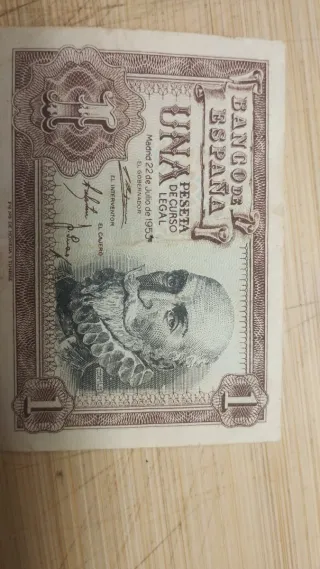 BANCO DE
ESPAÑA
UNA
PESETA
DE CURSO
LEGAL
Madrid 22 de Julio de 1953
EL GOBERNADOR
EL INTERVENTOR
EL CAJERO
1
1
1